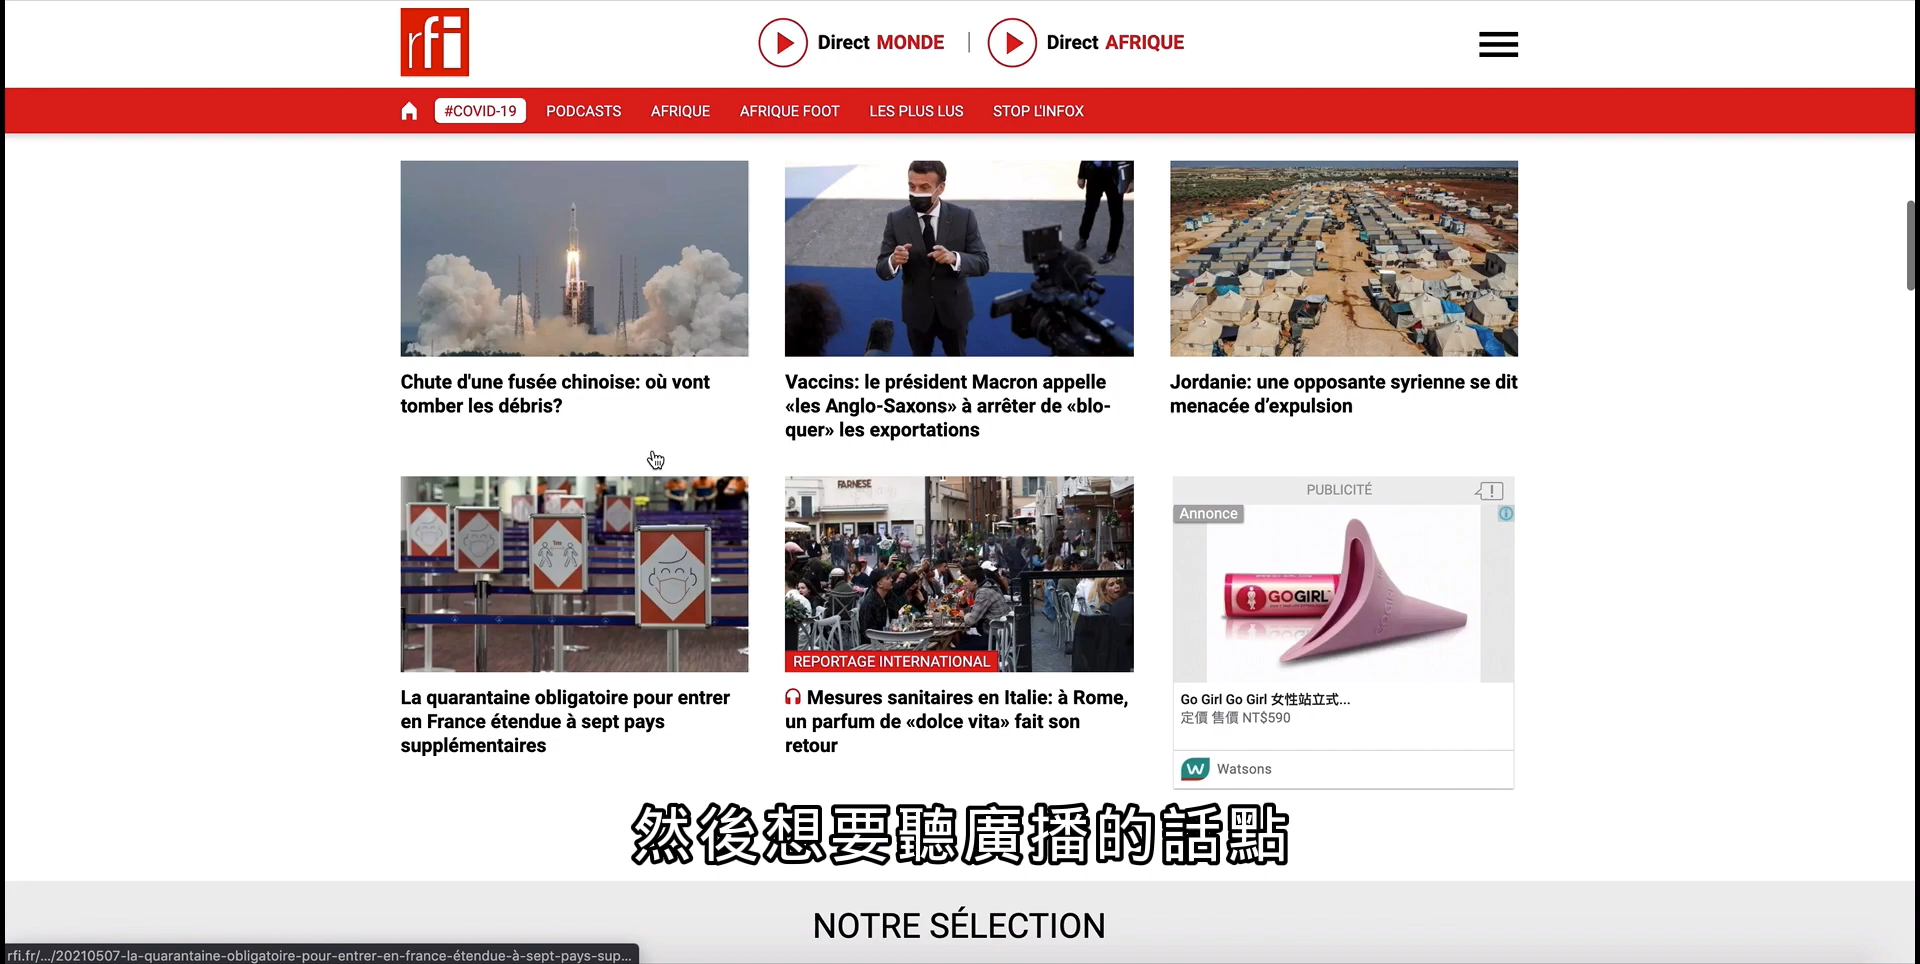 rfi
Direct MONDE
Direct AFRIQUE
#COVID-19
PODCASTS
AFRIQUE
AFRIQUE FOOT
LES PLUS LUS
STOP L'INFOX
Chute d'une fusée chinoise: où vont
tomber les débris?
Vaccins: le président Macron appelle
«les Anglo-Saxons» à arrêter de «blo-
quer» les exportations
Jordanie: une opposante syrienne se dit
menacée d’expulsion
FARNESE
1m
REPORTAGE INTERNATIONAL
PUBLICITÉ
Annonce
GOGIRL
La quarantaine obligatoire pour entrer
en France étendue à sept pays
supplémentaires
Mesures sanitaires en Italie: à Rome,
un parfum de «dolce vita» fait son
retour
Go Girl Go Girl 女性站立式...
定價 售價 NT$590
W Watsons
然後想要聽廣播的話點
NOTRE SÉLECTION
rfi.fr/.../20210507-la-quarantaine-obligatoire-pour-entrer-en-france-étendue-à-sept-pays-sup...